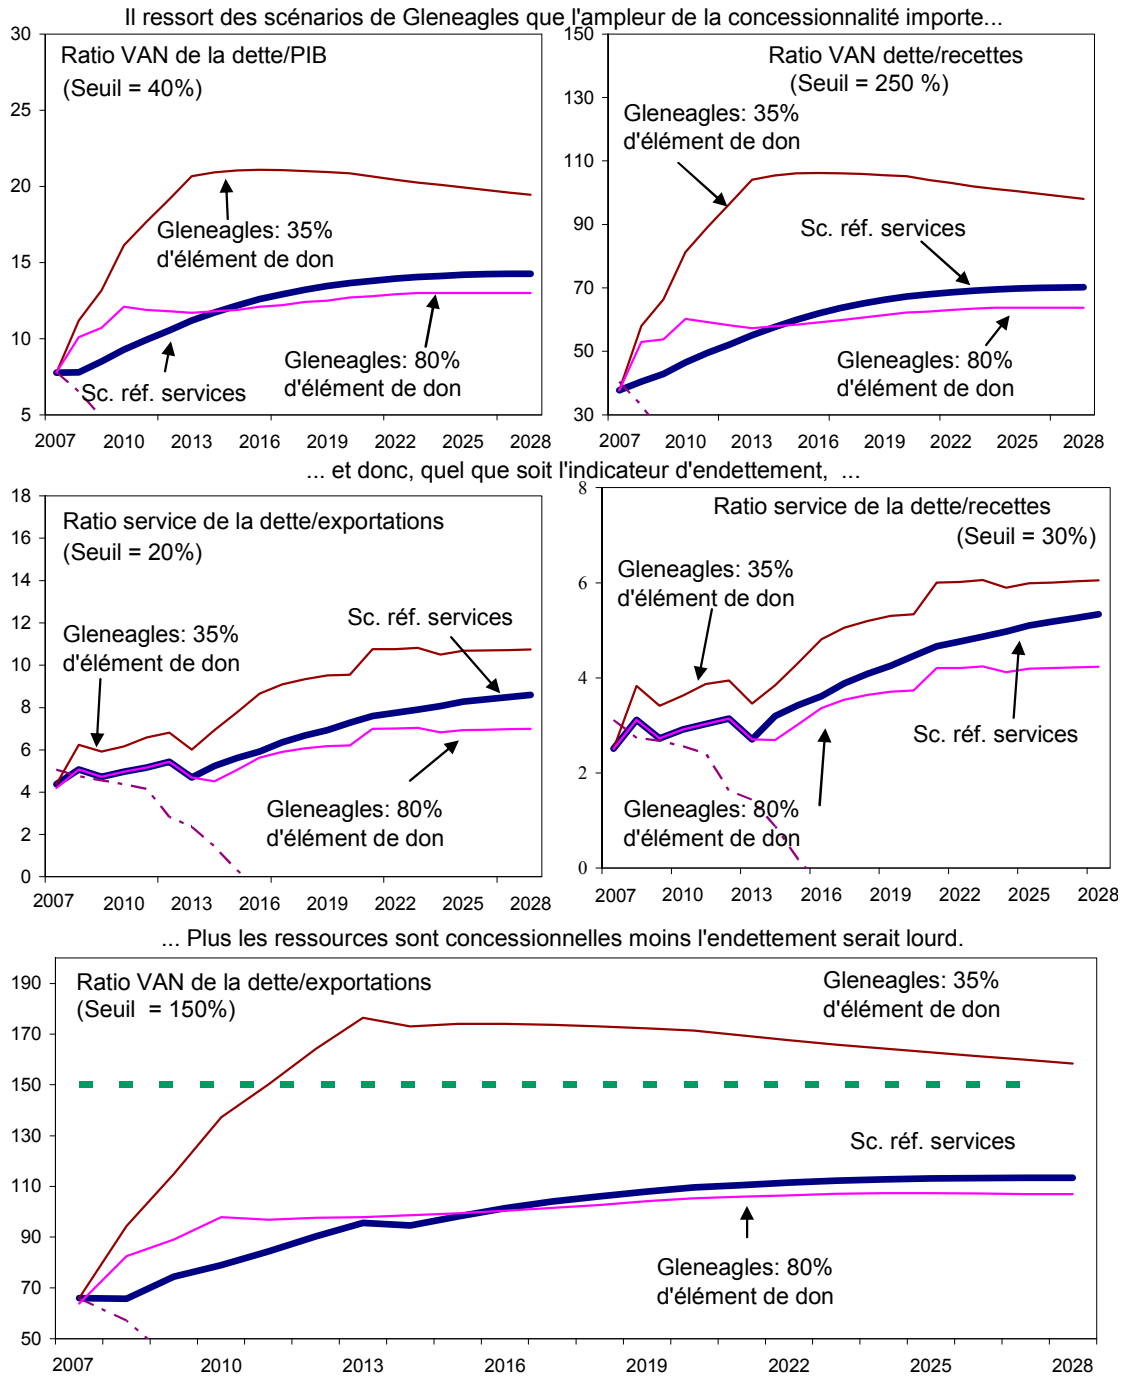 Il ressort des scénarios de Gleneagles que l'ampleur de la concessionnalité importe...
30
25
20
15
10
5
Ratio VAN de la dette/PIB
(Seuil = 40%)
Gleneagles: 35%
d'élément de don
Gleneagles: 80%
d'élément de don
Sc. réf. services
2007 2010 2013 2016 2019 2022 2025 2028
150
130
110
90
70
50
30
Ratio VAN dette/recettes
(Seuil = 250 %)
Gleneagles: 35%
d'élément de don
Sc. réf. services
Gleneagles: 80%
d'élément de don
2007 2010 2013 2016 2019 2022 2025 2028
... et donc, quel que soit l'indicateur d'endettement, ...
18
16
14
12
10
8
6
4
2
0
Ratio service de la dette/exportations
(Seuil = 20%)
Sc. réf. services
Gleneagles: 35%
d'élément de don
Gleneagles: 80%
d'élément de don
2007 2010 2013 2016 2019 2022 2025 2028
8
6
4
2
0
Ratio service de la dette/recettes
(Seuil = 30%)
Gleneagles: 35%
d'élément de don
Sc. réf. services
Gleneagles: 80%
d'élément de don
2007 2010 2013 2016 2019 2022 2025 2028
... Plus les ressources sont concessionnelles moins l'endettement serait lourd.
190
170
150
130
110
90
70
50
Ratio VAN de la dette/exportations
(Seuil = 150%)
Gleneagles: 35%
d'élément de don
Sc. réf. services
Gleneagles: 80%
d'élément de don
2007 2010 2013 2016 2019 2022 2025 2028